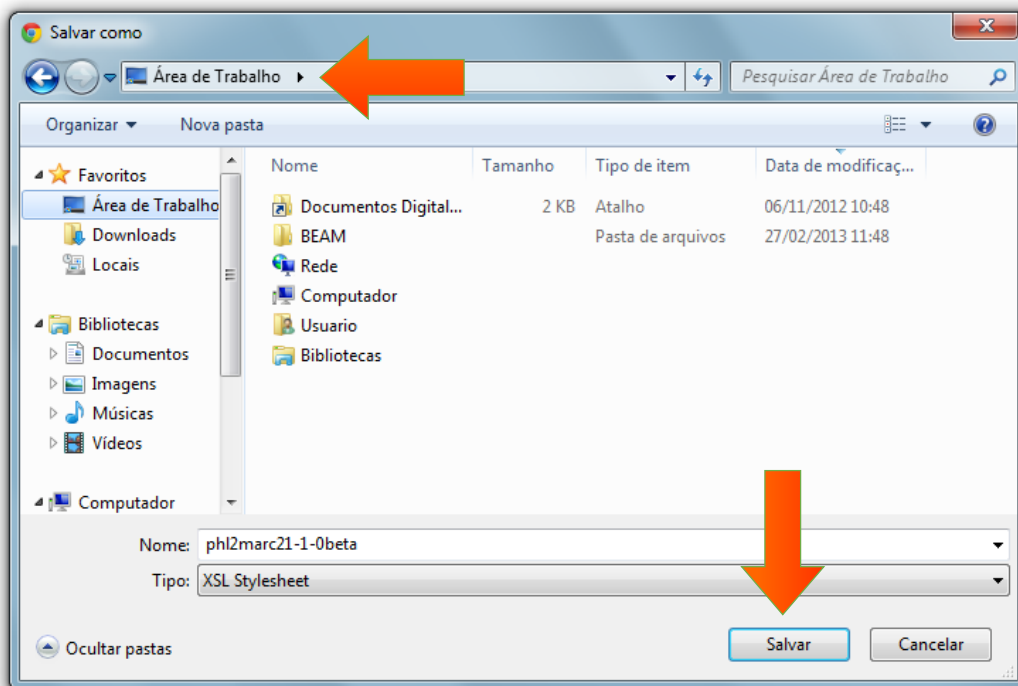 Salvar como
Área de Trabalho
Pesquisar Área de Trabalho
Organizar
Nova pasta
Favoritos
Área de Trabalho
Downloads
Locais
Bibliotecas
Documentos
Imagens
Músicas
Vídeos
Computador
Nome Tamanho Tipo de item Data de modificaç...
Documentos Digital... 2 KB Atalho 06/11/2012 10:48
BEAM Pasta de arquivos 27/02/2013 11:48
Rede
Computador
Usuario
Bibliotecas
Nome: phl2marc21-1-0beta
Tipo: XSL Stylesheet
Ocultar pastas
Salvar
Cancelar